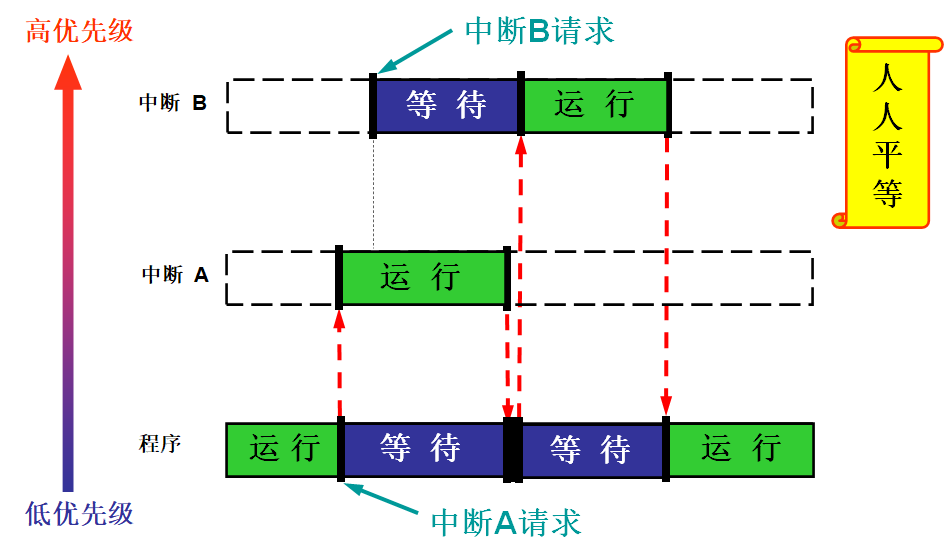 高优先级
中断B请求
中断 B
等 待
运 行
人
人
平
等
中断 A
运 行
程序
运 行
等 待
等 待
运 行
低优先级
中断A请求